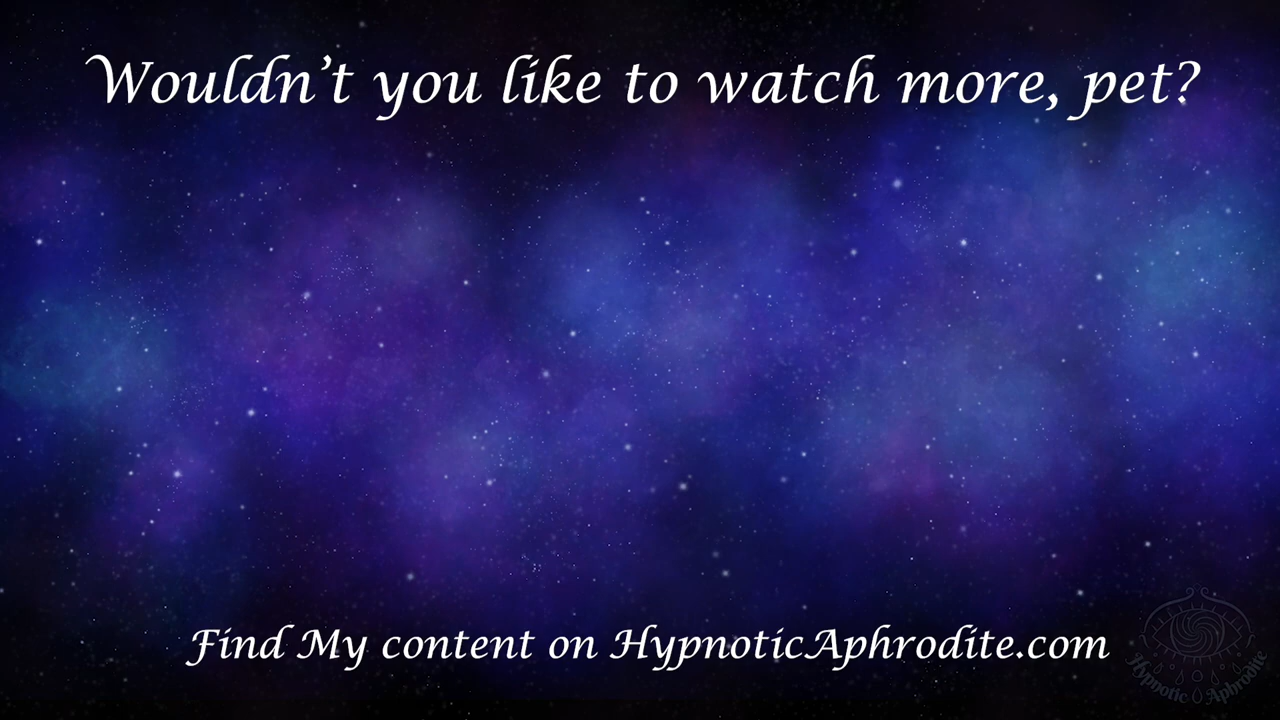 Wouldn't you like to watch more, pet?
Find My content on HypnoticAphrodite.com
Hypnotic Aphrodite